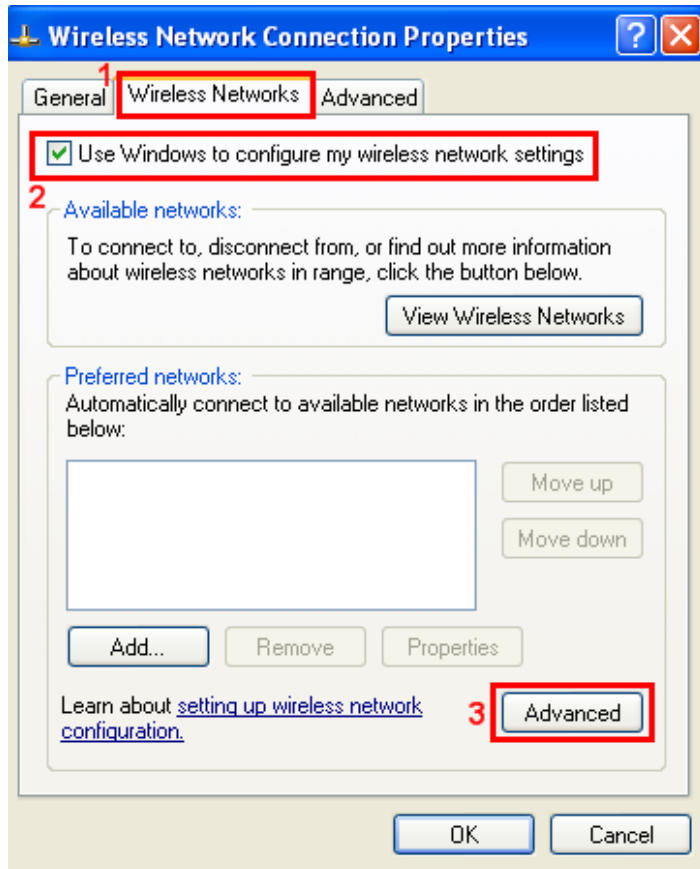 Wireless Network Connection Properties
1
General Wireless Networks Advanced
Use Windows to configure my wireless network settings
2
Available networks:
To connect to, disconnect from, or find out more information
about wireless networks in range, click the button below.
View Wireless Networks
Preferred networks:
Automatically connect to available networks in the order listed
below:
Move up
Move down
Add... Remove Properties
Learn about setting up wireless network
configuration.
3 Advanced
OK Cancel